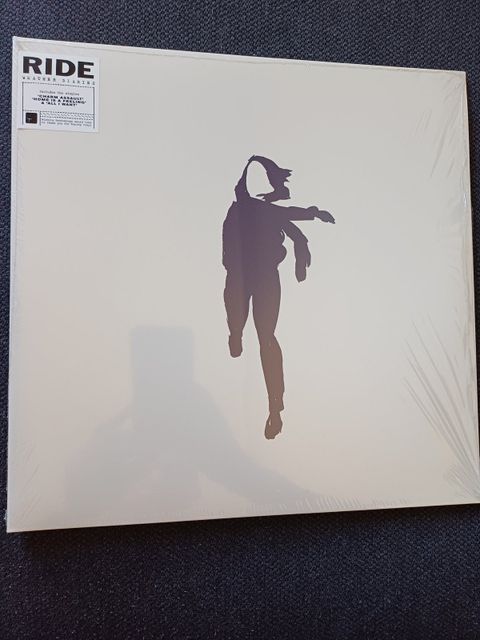 RIDE
WEATHER DIARIES
includes the singles
'CHARM ASSAULT'
'HOME IS A FEELING'
& 'ALL I WANT'